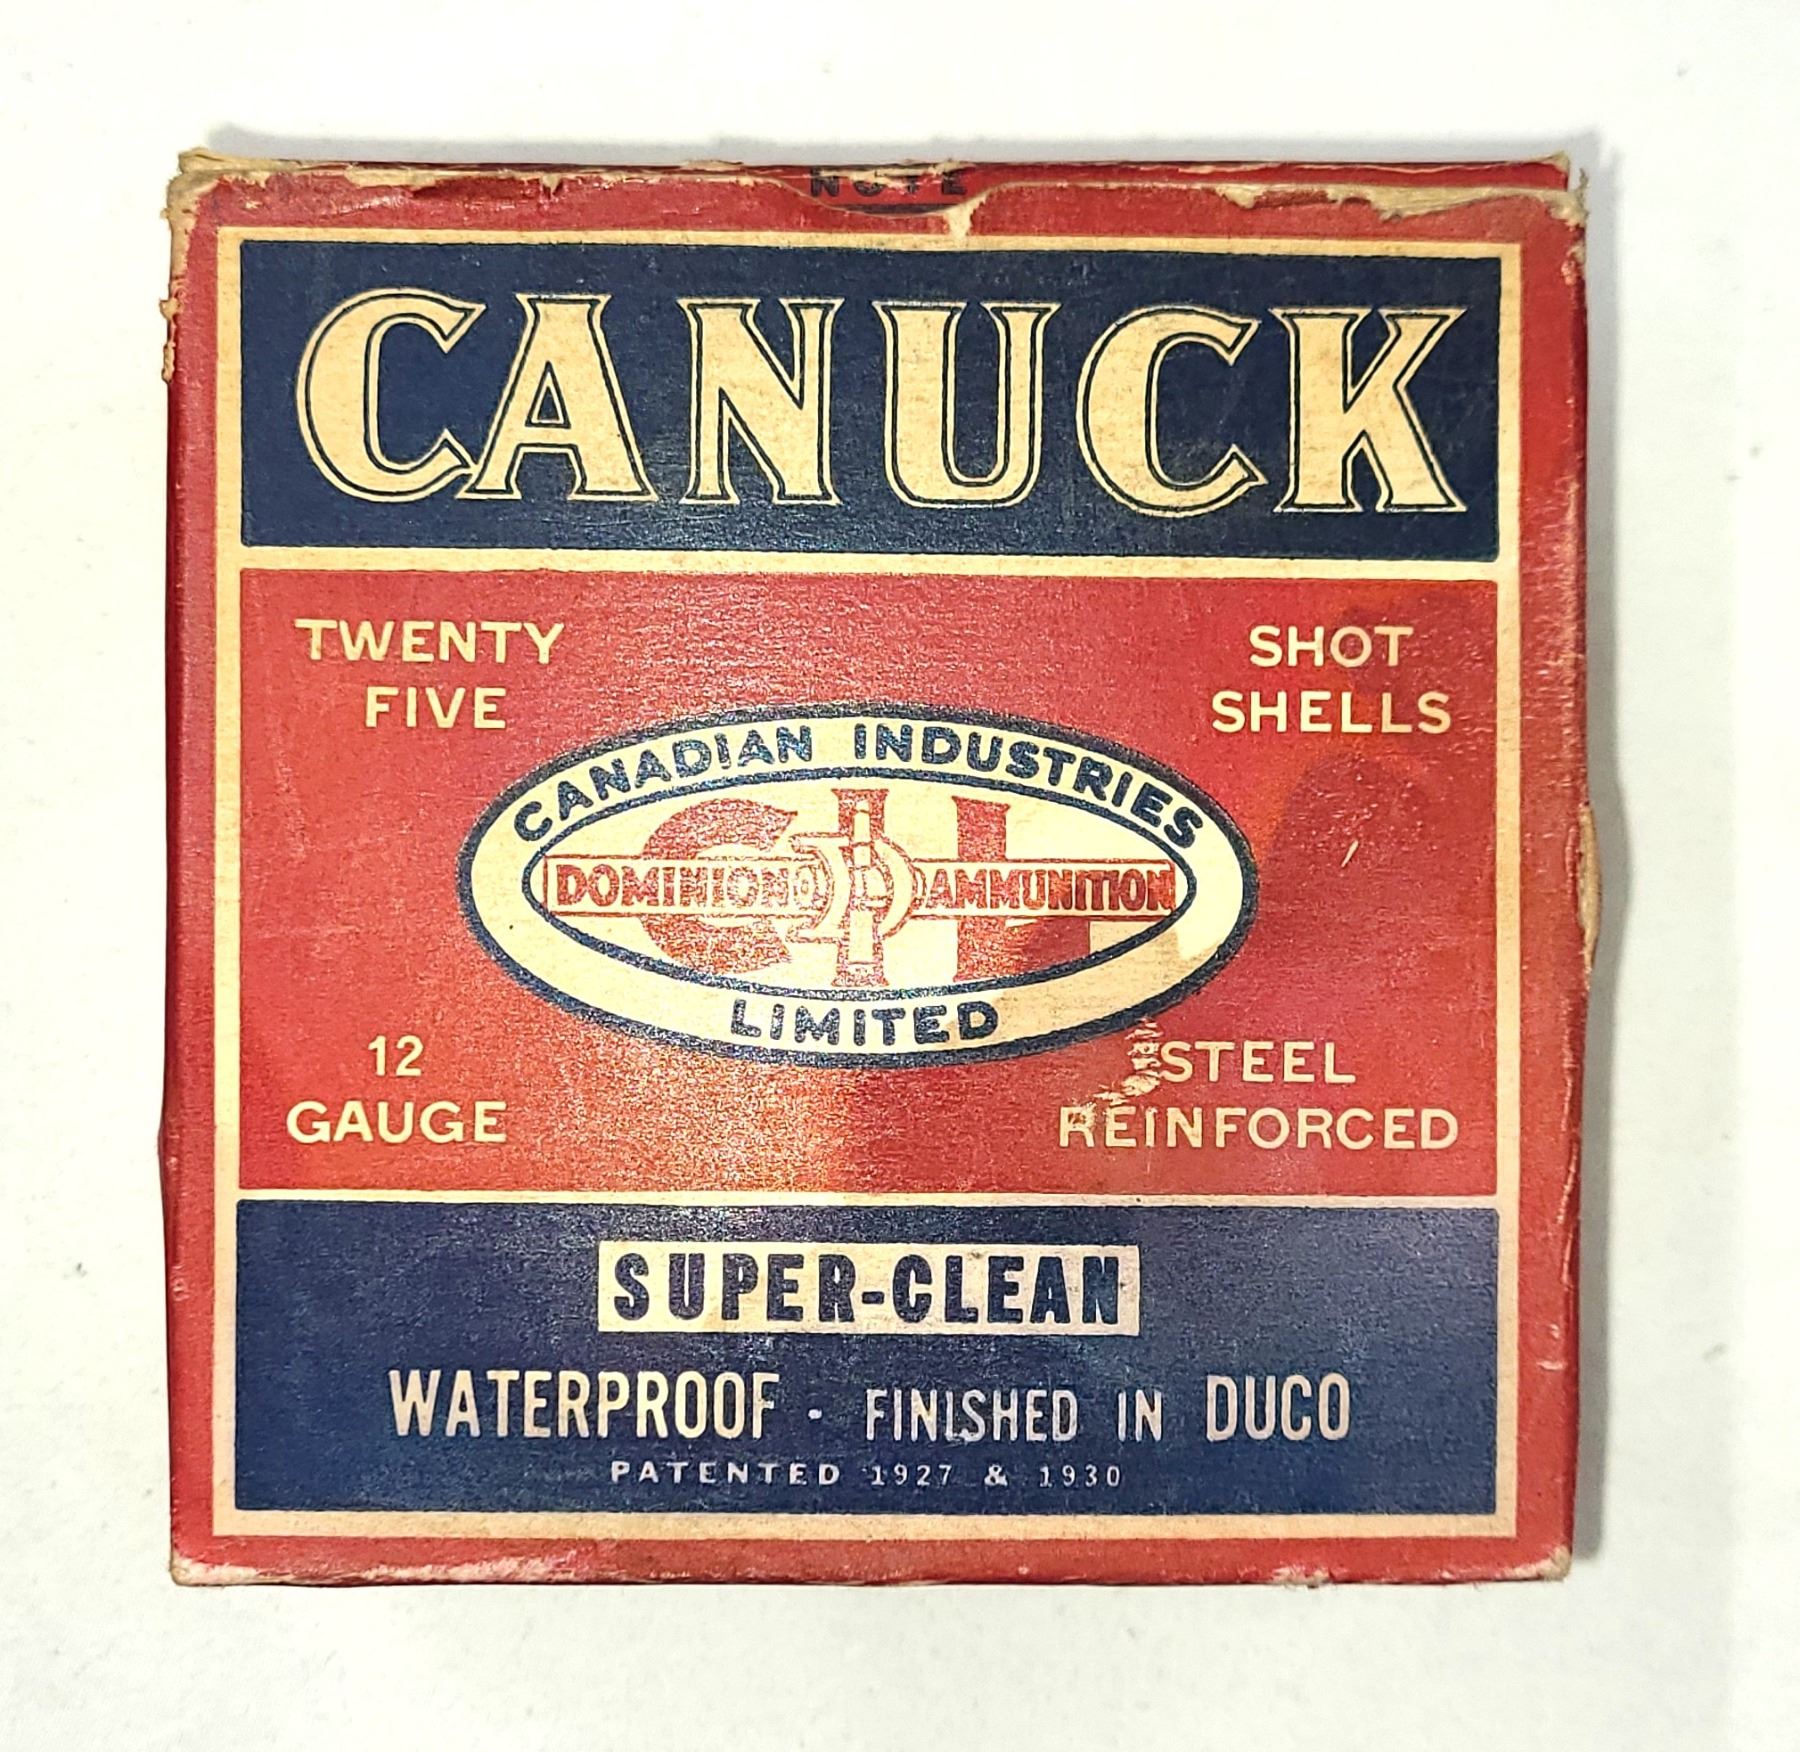 NOTE
CANUCK
TWENTY
FIVE
SHOT
SHELLS
CANADIAN INDUSTRIES
CIL
DOMINION AMMUNITION
LIMITED
12
GAUGE
STEEL
REINFORCED
SUPER-CLEAN
WATERPROOF - FINISHED IN DUCO
PATENTED 1927 & 1930